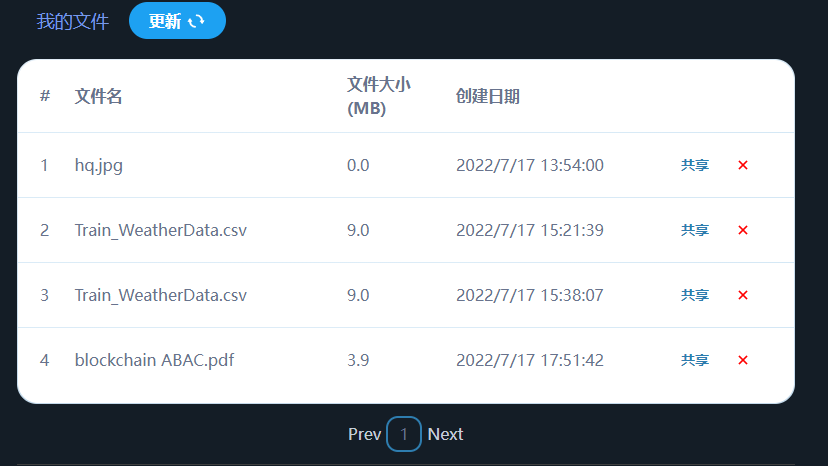 我的文件 更新
# 文件名 文件大小 (MB) 创建日期
1 hq.jpg 0.0 2022/7/17 13:54:00 共享 ×
2 Train_WeatherData.csv 9.0 2022/7/17 15:21:39 共享 ×
3 Train_WeatherData.csv 9.0 2022/7/17 15:38:07 共享 ×
4 blockchain ABAC.pdf 3.9 2022/7/17 17:51:42 共享 ×
Prev 1 Next